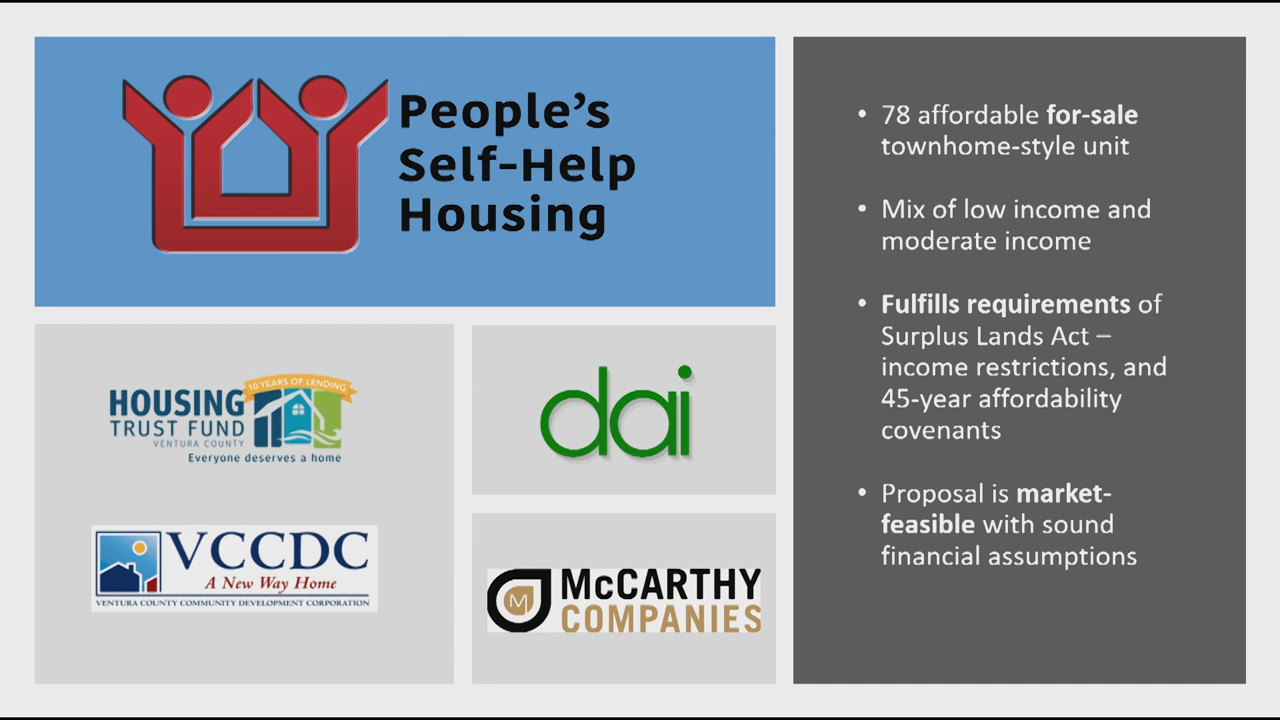 People's
Self-Help
Housing
10 YEARS OF LENDING
HOUSING
TRUST FUND
VENTURA COUNTY
Everyone deserves a home
VCCDC
A New Way Home
VENTURA COUNTY COMMUNITY DEVELOPMENT CORPORATION
dai
M
McCARTHY
COMPANIES
• 78 affordable for-sale
townhome-style unit
• Mix of low income and
moderate income
• Fulfills requirements of
Surplus Lands Act –
income restrictions, and
45-year affordability
covenants
• Proposal is market-
feasible with sound
financial assumptions